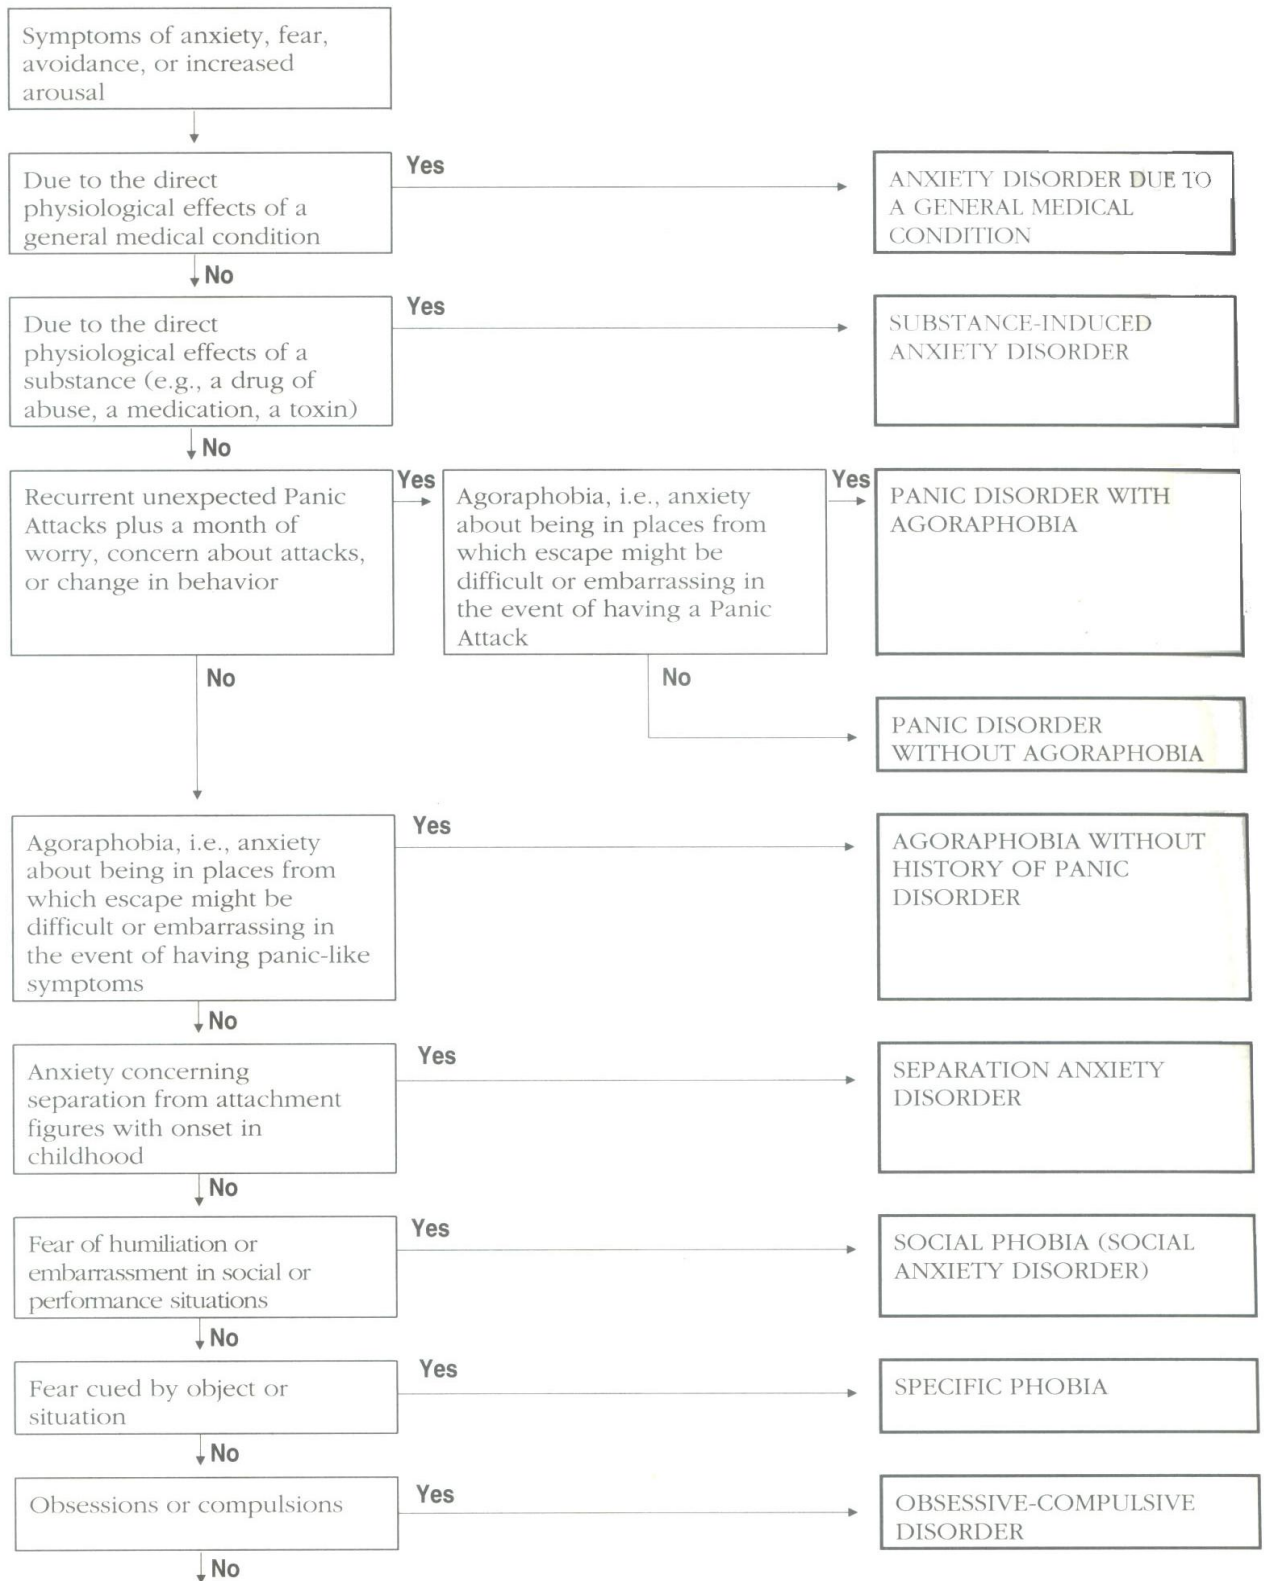 Symptoms of anxiety, fear,
avoidance, or increased
arousal
Due to the direct
physiological effects of a
general medical condition
Yes
ANXIETY DISORDER DUE TO
A GENERAL MEDICAL
CONDITION
No
Due to the direct
physiological effects of a
substance (e.g., a drug of
abuse, a medication, a toxin)
Yes
SUBSTANCE-INDUCED
ANXIETY DISORDER
No
Recurrent unexpected Panic
Attacks plus a month of
worry, concern about attacks,
or change in behavior
Yes
Agoraphobia, i.e., anxiety
about being in places from
which escape might be
difficult or embarrassing in
the event of having a Panic
Attack
Yes
PANIC DISORDER WITH
AGORAPHOBIA
No
No
PANIC DISORDER
WITHOUT AGORAPHOBIA
Agoraphobia, i.e., anxiety
about being in places from
which escape might be
difficult or embarrassing in
the event of having panic-like
symptoms
Yes
AGORAPHOBIA WITHOUT
HISTORY OF PANIC
DISORDER
No
Anxiety concerning
separation from attachment
figures with onset in
childhood
Yes
SEPARATION ANXIETY
DISORDER
No
Fear of humiliation or
embarrassment in social or
performance situations
Yes
SOCIAL PHOBIA (SOCIAL
ANXIETY DISORDER)
No
Fear cued by object or
situation
Yes
SPECIFIC PHOBIA
No
Obsessions or compulsions
Yes
OBSESSIVE-COMPULSIVE
DISORDER
No